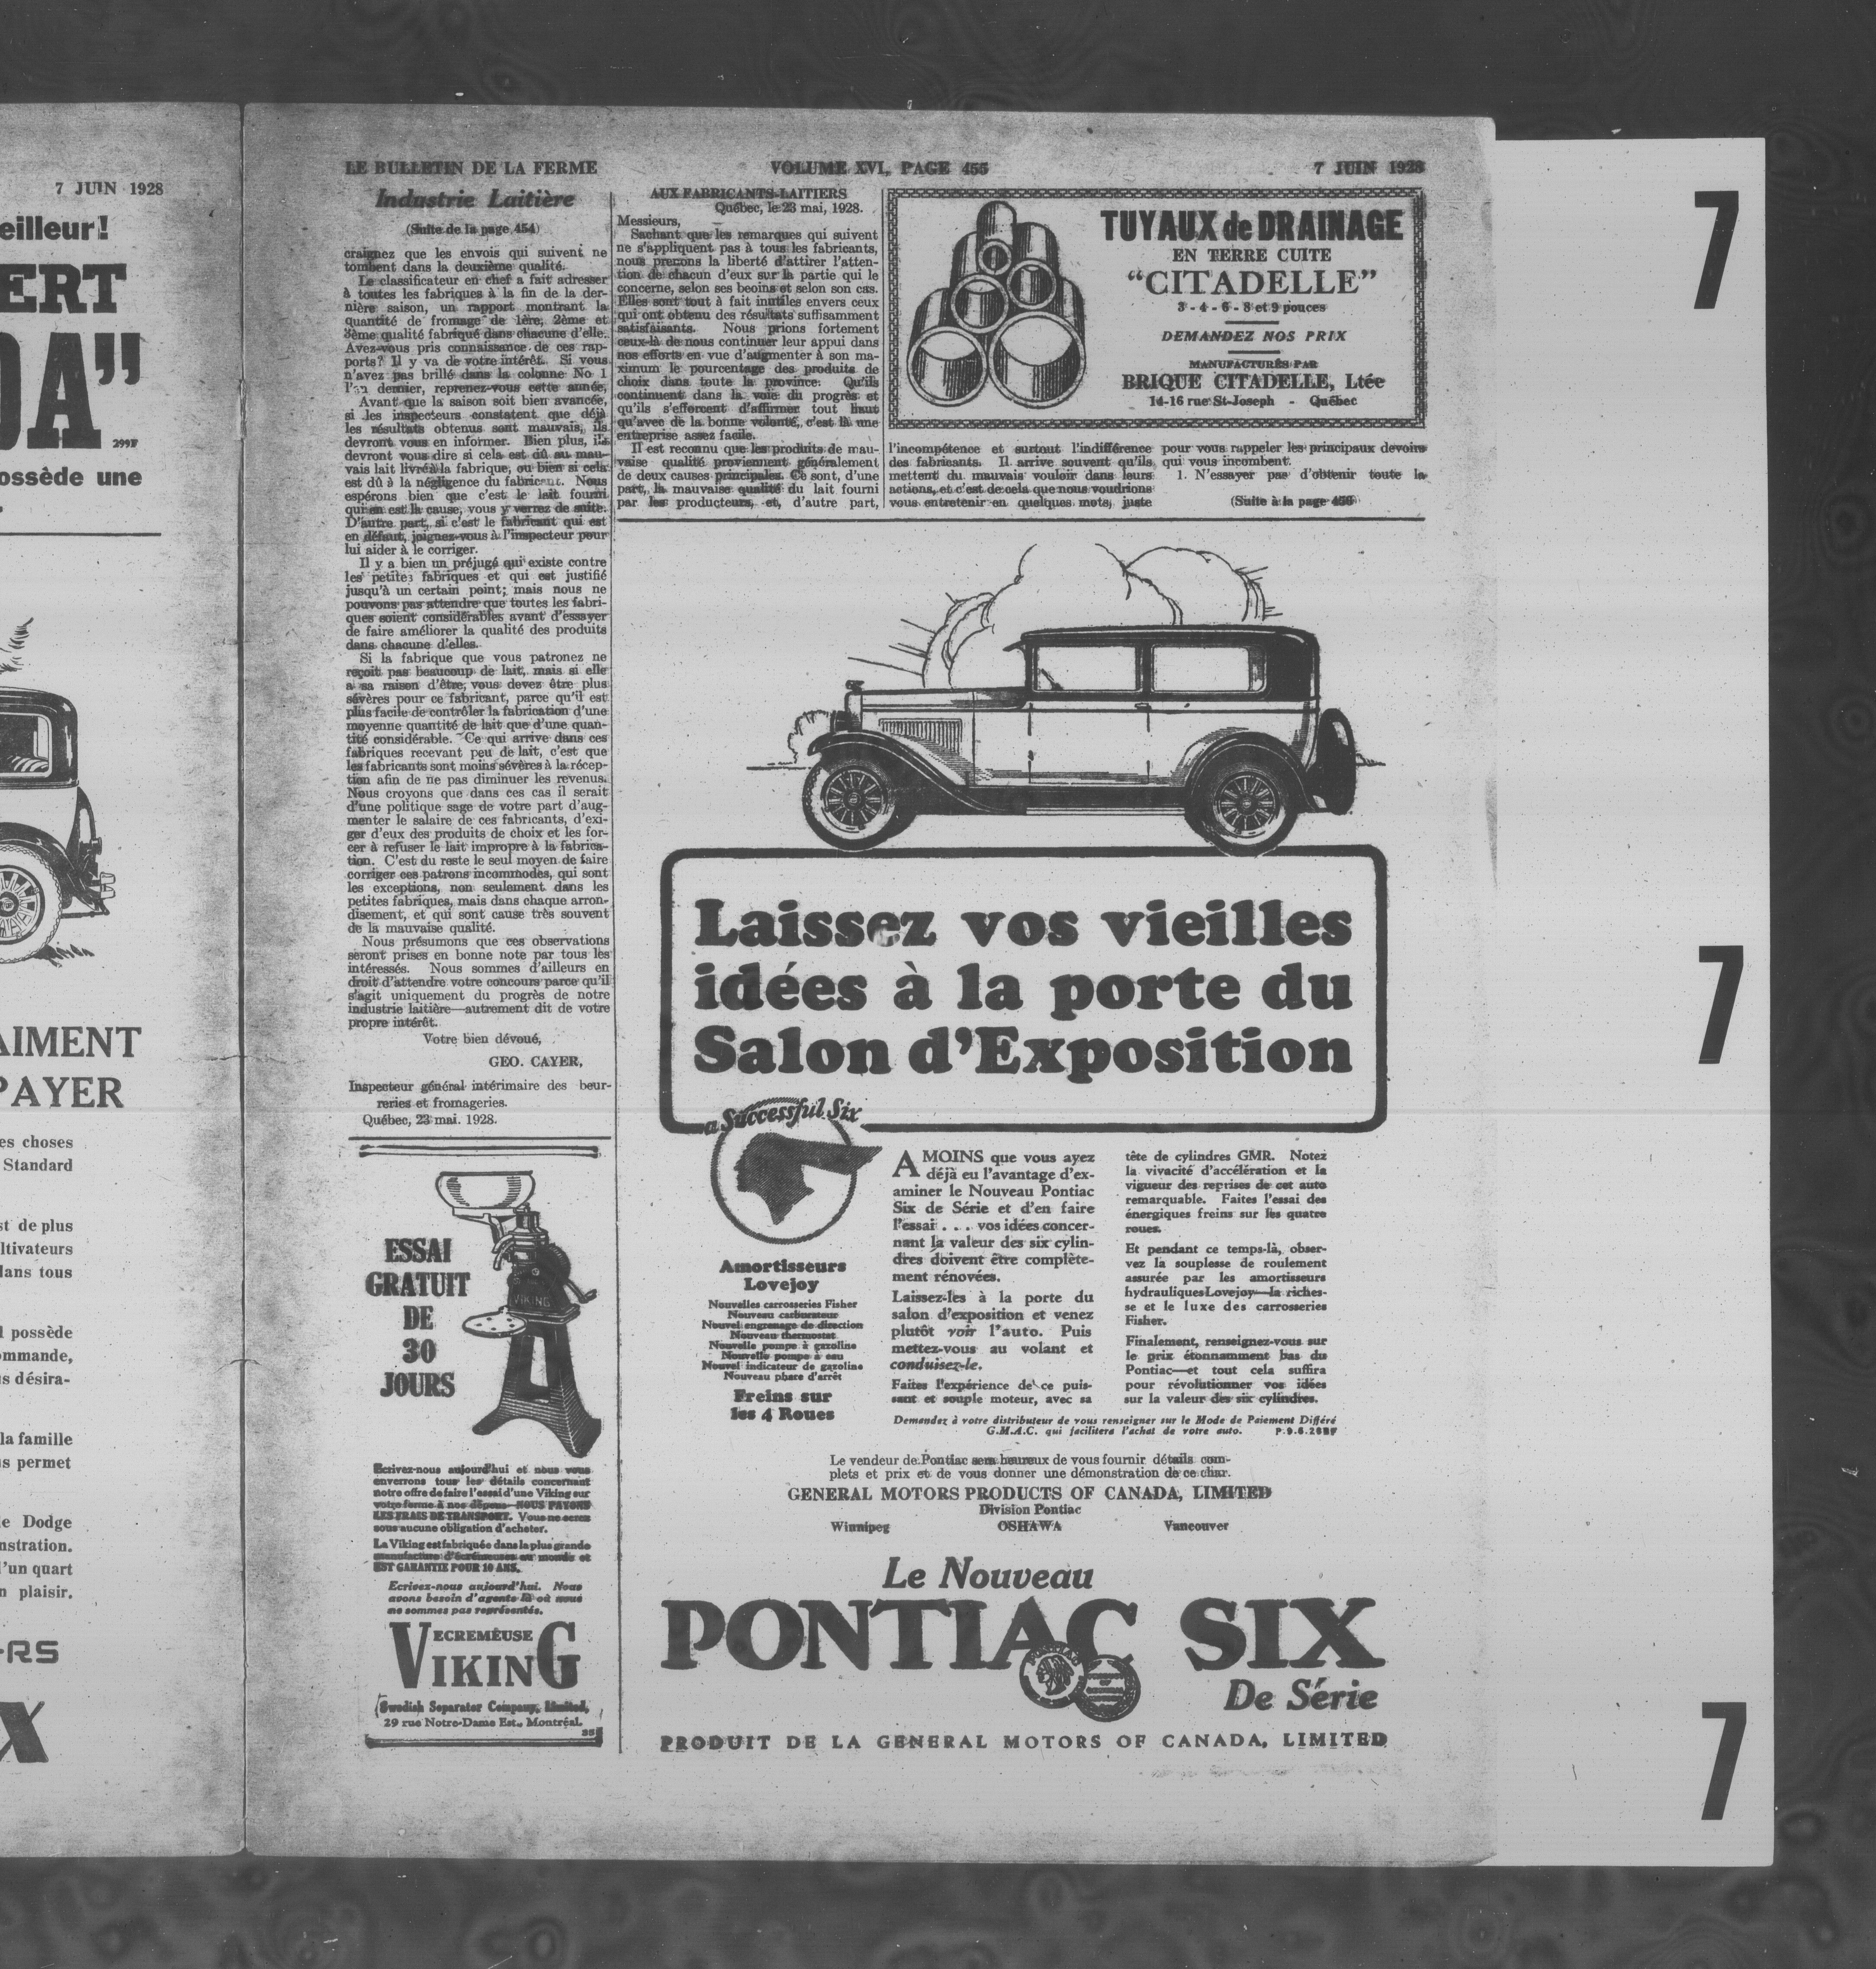 7 JUIN 1928
eilleur!
ERT
DA”
299F
ossède une
AIMENT
PAYER
es choses
Standard
st de plus
ltivateurs
dans tous
l possède
ommande,
s désira-
la famille
us permet
e Dodge
nstration.
'un quart
n plaisir.
RS
X
LE BULLETIN DE LA FERME
VOLUME XVI, PAGE 455
7 JUIN 1928
Industrie Laitière
(Suite de la page 454)
craignez que les envois qui suivent ne
tombent dans la deuxième qualité.
Le classificateur en chef a fait adresser
à toutes les fabriques à la fin de la der-
nière saison, un rapport montrant la
quantité de fromage de 1ère, 2ème et
3ème qualité fabriqué dans chacune d'elle.
Avez-vous pris connaissance de ces rap-
ports? Il y va de votre intérêt. Si vous
n'avez pas brillé dans la colonne No 1
l'an dernier, reprenez-vous cette année,
Avant que la saison soit bien avancée,
si les inspecteurs constatent que déjà
les résultats obtenus sont mauvais, ils
devront vous en informer. Bien plus, ils
devront vous dire si cela est dû au mau-
vais lait livré à la fabrique, ou bien si cela
est dû à la négligence du fabricant. Nous
espérons bien que c'est le lait fourni
qui en est la cause, vous y verrez de suite.
D'autre part, si c'est le fabricant qui est
en défaut, joignez-vous à l'inspecteur pour
lui aider à le corriger.
Il y a bien un préjugé qui existe contre
les petites fabriques et qui est justifié
jusqu'à un certain point; mais nous ne
pouvons pas attendre que toutes les fabri-
ques soient considérables avant d'essayer
de faire améliorer la qualité des produits
dans chacune d'elles.
Si la fabrique que vous patronez ne
reçoit pas beaucoup de lait, mais si elle
a sa raison d'être, vous devez être plus
sévères pour ce fabricant, parce qu'il est
plus facile de contrôler la fabrication d'une
moyenne quantité de lait que d'une quan-
tité considérable. Ce qui arrive dans ces
fabriques recevant peu de lait, c'est que
les fabricants sont moins sévères à la récep-
tion afin de ne pas diminuer les revenus.
Nous croyons que dans ces cas il serait
d'une politique sage de votre part d'aug-
menter le salaire de ces fabricants, d'exi-
ger d'eux des produits de choix et les for-
cer à refuser le lait impropre à la fabrica-
tion. C'est du reste le seul moyen de faire
corriger ces patrons incommodes, qui sont
les exceptions, non seulement dans les
petites fabriques, mais dans chaque arron-
disement, et qui sont cause très souvent
de la mauvaise qualité.
Nous présumons que ces observations
seront prises en bonne note par tous les
intéressés. Nous sommes d'ailleurs en
droit d'attendre votre concours parce qu'il
s'agit uniquement du progrès de notre
industrie laitière—autrement dit de votre
propre intérêt.
Votre bien dévoué,
GEO. CAYER,
Inspecteur général intérimaire des beur-
reries et fromageries.
Québec, 23 mai. 1928.
ESSAI
GRATUIT
DE
30
JOURS
VIKING
Ecrivez-nous aujourd'hui et nous vous
enverrons tous les détails concernant
notre offre de faire l'essai d'une Viking sur
votre ferme à nos dépens—NOUS PAYONS
LES FRAIS DE TRANSPORT. Vous ne serez
sous aucune obligation d'acheter.
La Viking est fabriquée dans la plus grande
manufacture d'écrémeuses au monde et
EST GARANTIE POUR 10 ANS.
Ecrivez-nous aujourd'hui. Nous
avons besoin d'agents là où nous
ne sommes pas représentés.
ECREMEUSE
VIKING
Swedish Separator Company, Limited,
29 rue Notre-Dame Est., Montréal.
AUX FABRICANTS-LAITIERS
Québec, le 23 mai, 1928.
Messieurs,
Sachant que les remarques qui suivent
ne s'appliquent pas à tous les fabricants,
nous prenons la liberté d'attirer l'atten-
tion de chacun d'eux sur la partie qui le
concerne, selon ses beoins et selon son cas.
Elles sont tout à fait inutiles envers ceux
qui ont obtenu des résultats suffisamment
satisfaisants. Nous prions fortement
ceux-là de nous continuer leur appui dans
nos efforts en vue d'augmenter à son ma-
ximum le pourcentage des produits de
choix dans toute la province. Qu'ils
continuent dans la voie du progrès et
qu'ils s'efforcent d'affirmer tout haut
qu'avec de la bonne volonté, c'est là une
entreprise assez facile.
Il est reconnu que les produits de mau-
vaise qualité proviennent généralement
de deux causes principales. Ce sont, d'une
part, la mauvaise qualité du lait fourni
par les producteurs, et, d'autre part,
l'incompétence et surtout l'indifférence
des fabricants. Il arrive souvent qu'ils
mettent du mauvais vouloir dans leurs
actions, et c'est de cela que nous voudrions
vous entretenir en quelques mots, juste
pour vous rappeler les principaux devoirs
qui vous incombent.
1. N'essayer pas d'obtenir toute la
(Suite à la page 456)
TUYAUX de DRAINAGE
EN TERRE CUITE
“CITADELLE”
3 - 4 - 6 - 8 et 9 pouces
DEMANDEZ NOS PRIX
MANUFACTURÉS PAR
BRIQUE CITADELLE, Ltée
14-16 rue St-Joseph - Québec
Laissez vos vieilles
idées à la porte du
Salon d'Exposition
a Successful Six
Amortisseurs
Lovejoy
Nouvelles carrosseries Fisher
Nouveau carburateur
Nouvel engrenage de direction
Nouveau thermostat
Nouvelle pompe à gazoline
Nouvelle pompe à eau
Nouvel indicateur de gazoline
Nouveau phare d'arrêt
Freins sur
les 4 Roues
A MOINS que vous ayez
déjà eu l'avantage d'ex-
aminer le Nouveau Pontiac
Six de Série et d'en faire
l'essai . . . vos idées concer-
nant la valeur des six cylin-
dres doivent être complète-
ment rénovées.
Laissez-les à la porte du
salon d'exposition et venez
plutôt voir l'auto. Puis
mettez-vous au volant et
conduisez-le.
Faites l'expérience de ce puis-
sant et souple moteur, avec sa
tête de cylindres GMR. Notez
la vivacité d'accélération et la
vigueur des reprises de cet auto
remarquable. Faites l'essai des
énergiques freins sur les quatre
roues.
Et pendant ce temps-là, obser-
vez la souplesse de roulement
assurée par les amortisseurs
hydrauliques Lovejoy—la riches-
se et le luxe des carrosseries
Fisher.
Finalement, renseignez-vous sur
le prix étonnamment bas du
Pontiac—et tout cela suffira
pour révolutionner vos idées
sur la valeur des six cylindres.
Demandez à votre distributeur de vous renseigner sur le Mode de Paiement Différé
G.M.A.C. qui facilitera l'achat de votre auto. P.9.6.28BF
Le vendeur de Pontiac sera heureux de vous fournir détails com-
plets et prix et de vous donner une démonstration de ce char.
GENERAL MOTORS PRODUCTS OF CANADA, LIMITED
Division Pontiac
Winnipeg OSHAWA Vancouver
Le Nouveau
PONTIAC SIX
De Série
PRODUIT DE LA GENERAL MOTORS OF CANADA, LIMITED
7
7
7